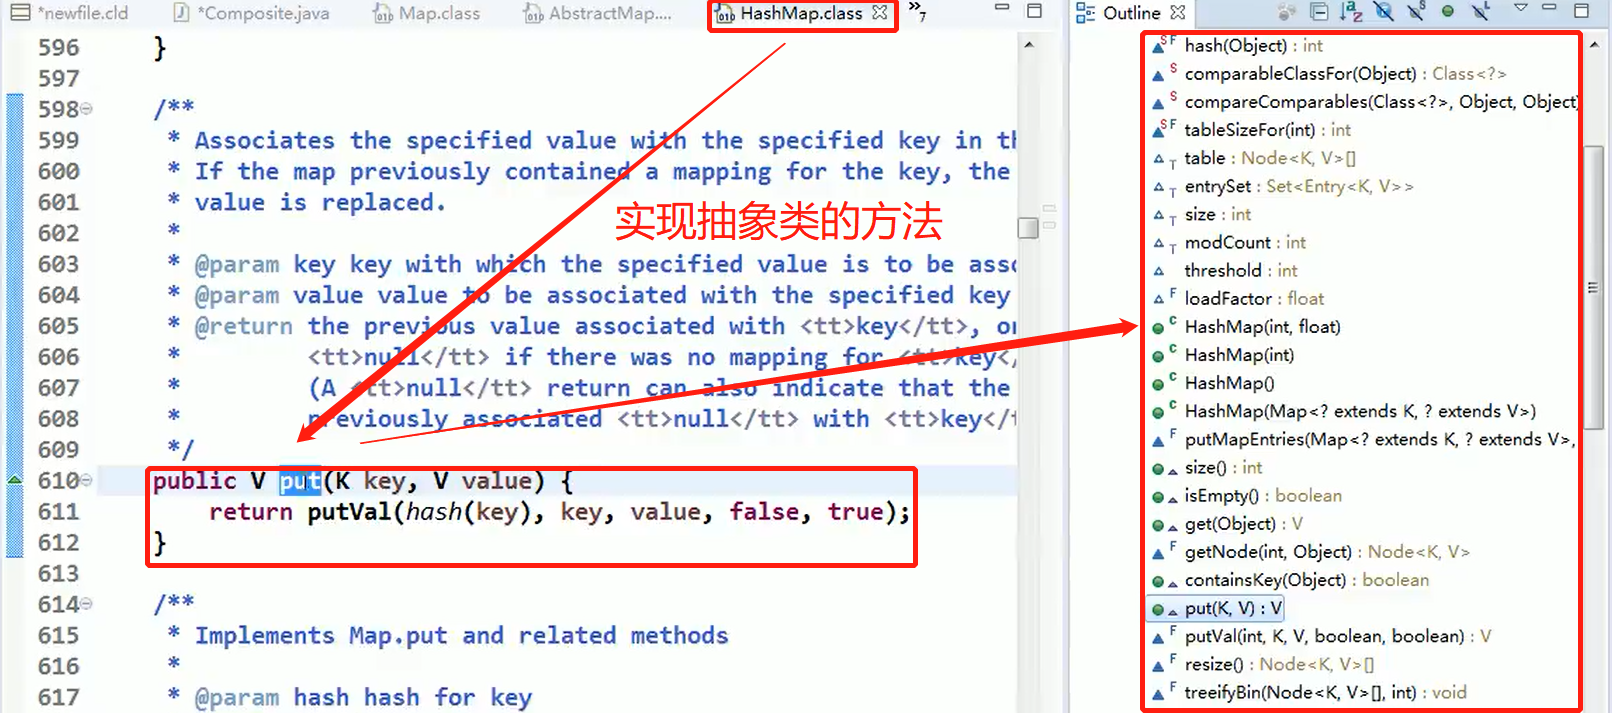 *newfile.cld
*Composite.java
Map.class
AbstractMap....
HashMap.class
7
596 }
597
598 /**
599 * Associates the specified value with the specified key in th
600 * If the map previously contained a mapping for the key, the
601 * value is replaced.
602 *
实现抽象类的方法
603 * @param key key with which the specified value is to be asso
604 * @param value value to be associated with the specified key
605 * @return the previous value associated with <tt>key</tt>, or
606 * <tt>null</tt> if there was no mapping for <tt>key</
607 * (A <tt>null</tt> return can also indicate that the
608 * previously associated <tt>null</tt> with <tt>key</t
609 */
610 public V put(K key, V value) {
611 return putVal(hash(key), key, value, false, true);
612 }
613
614 /**
615 * Implements Map.put and related methods
616 *
617 * @param hash hash for key
Outline
hash(Object) : int
comparableClassFor(Object) : Class<?>
compareComparables(Class<?>, Object, Object)
tableSizeFor(int) : int
table : Node<K, V>[]
entrySet : Set<Entry<K, V>>
size : int
modCount : int
threshold : int
loadFactor : float
HashMap(int, float)
HashMap(int)
HashMap()
HashMap(Map<? extends K, ? extends V>)
putMapEntries(Map<? extends K, ? extends V>,
size() : int
isEmpty() : boolean
get(Object) : V
getNode(int, Object) : Node<K, V>
containsKey(Object) : boolean
put(K, V) : V
putVal(int, K, V, boolean, boolean) : V
resize() : Node<K, V>[]
treeifyBin(Node<K, V>[], int) : void